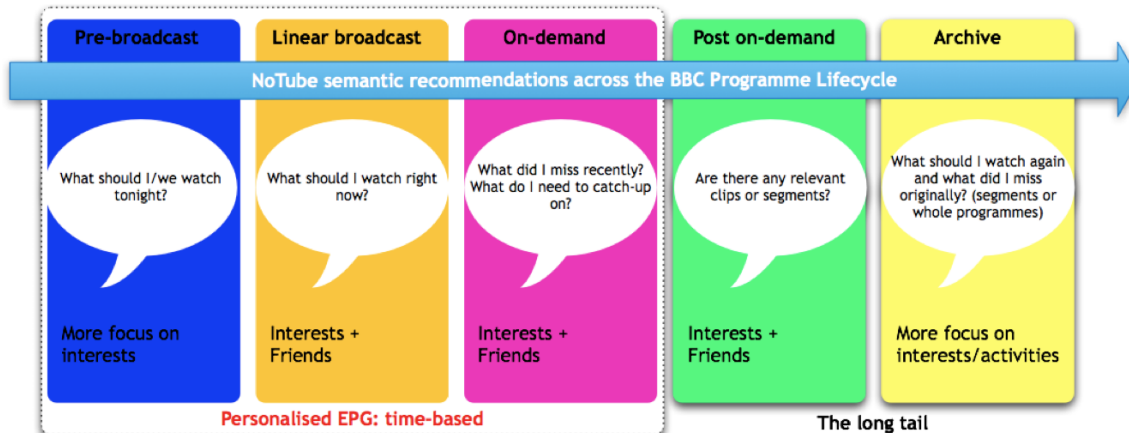 Pre-broadcast
Linear broadcast
On-demand
Post on-demand
Archive
NoTube semantic recommendations across the BBC Programme Lifecycle
What should I/we watch
tonight?
What should I watch right
now?
What did I miss recently?
What do I need to catch-up
on?
Are there any relevant
clips or segments?
What should I watch again
and what did I miss
originally? (segments or
whole programmes)
More focus on
interests
Interests +
Friends
Interests +
Friends
Interests +
Friends
More focus on
interests/activities
Personalised EPG: time-based
The long tail